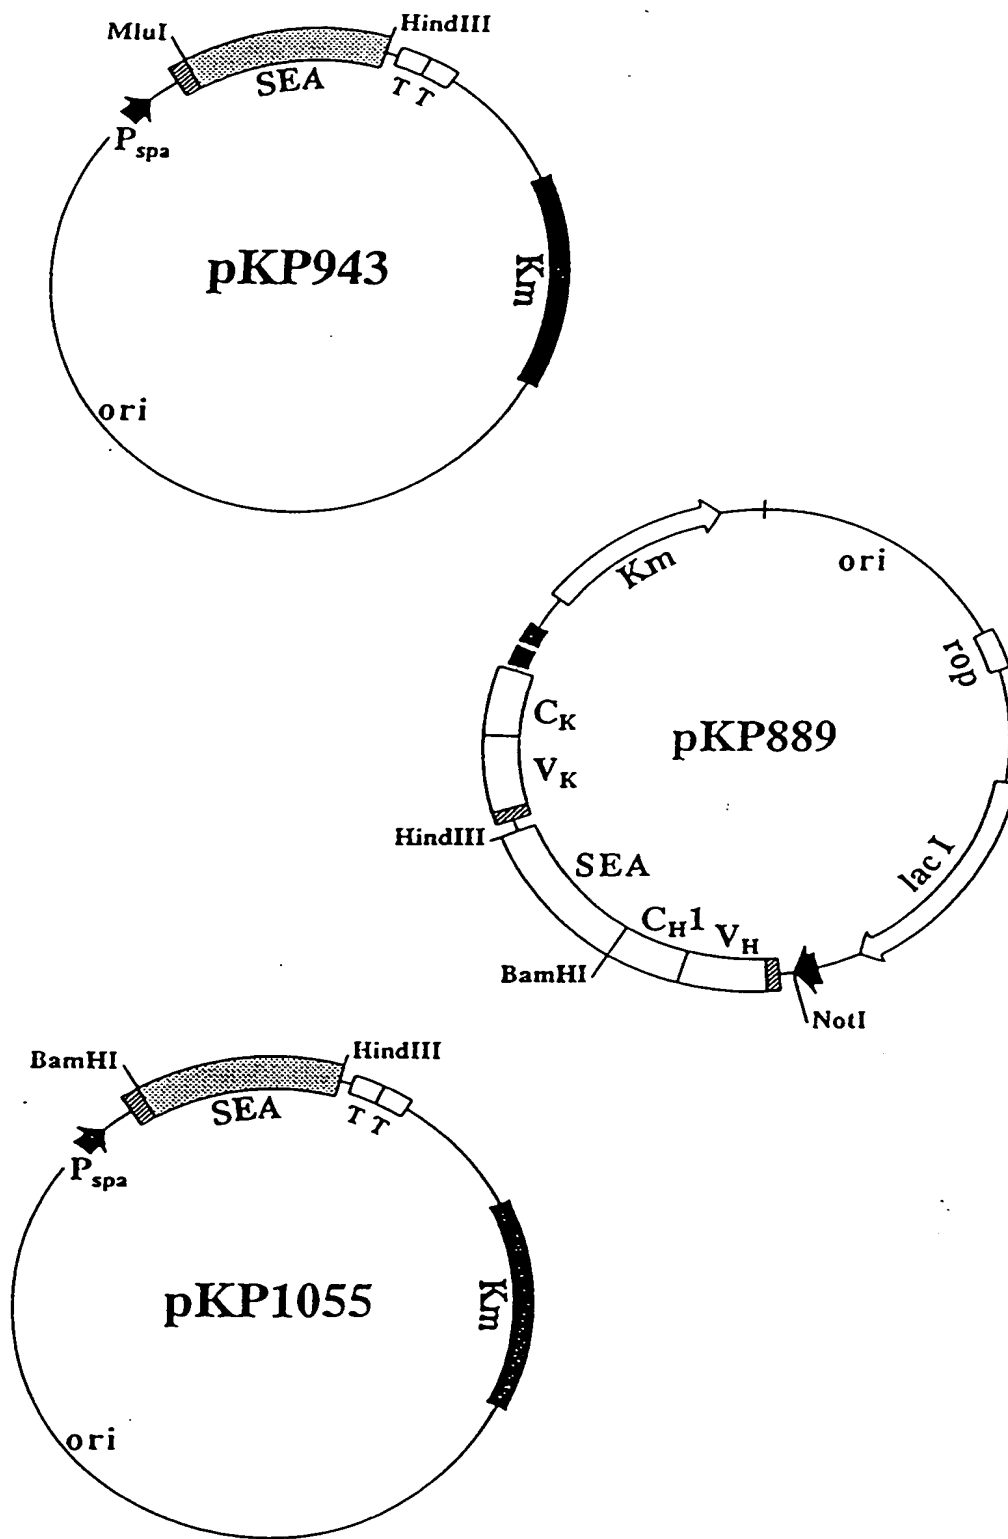 MluI
HindIII
SEA
T T
P_spa
pKP943
Km
ori
Km
ori
rop
C_K
pKP889
V_K
HindIII
SEA
lac I
C_H1
V_H
BamHI
NotI
BamHI
HindIII
SEA
T T
P_spa
pKP1055
Km
ori